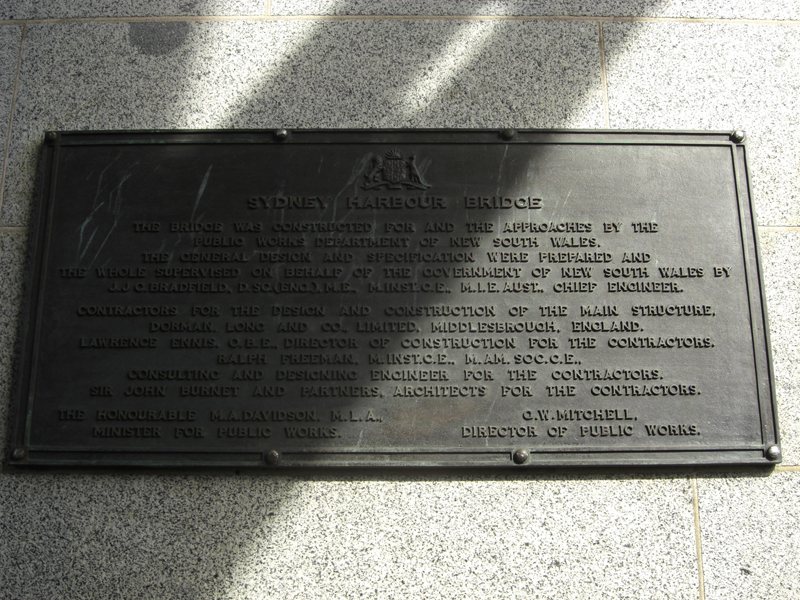 SYDNEY HARBOUR BRIDGE
THE BRIDGE WAS CONSTRUCTED FOR AND THE APPROACHES BY THE
PUBLIC WORKS DEPARTMENT OF NEW SOUTH WALES.
THE GENERAL DESIGN AND SPECIFICATION WERE PREPARED AND
THE WHOLE SUPERVISED ON BEHALF OF THE GOVERNMENT OF NEW SOUTH WALES BY
J.J.C.BRADFIELD, D.SC.(ENG.), M.E., M.INST.C.E., M.I.E.AUST., CHIEF ENGINEER.
CONTRACTORS FOR THE DESIGN AND CONSTRUCTION OF THE MAIN STRUCTURE,
DORMAN, LONG AND CO., LIMITED, MIDDLESBROUGH, ENGLAND.
LAWRENCE ENNIS, O.B.E., DIRECTOR OF CONSTRUCTION FOR THE CONTRACTORS.
RALPH FREEMAN, M.INST.C.E., M.AM.SOC.C.E.,
CONSULTING AND DESIGNING ENGINEER FOR THE CONTRACTORS.
SIR JOHN BURNET AND PARTNERS, ARCHITECTS FOR THE CONTRACTORS.
THE HONOURABLE M.A.DAVIDSON, M.L.A., O.W.MITCHELL,
MINISTER FOR PUBLIC WORKS. DIRECTOR OF PUBLIC WORKS.